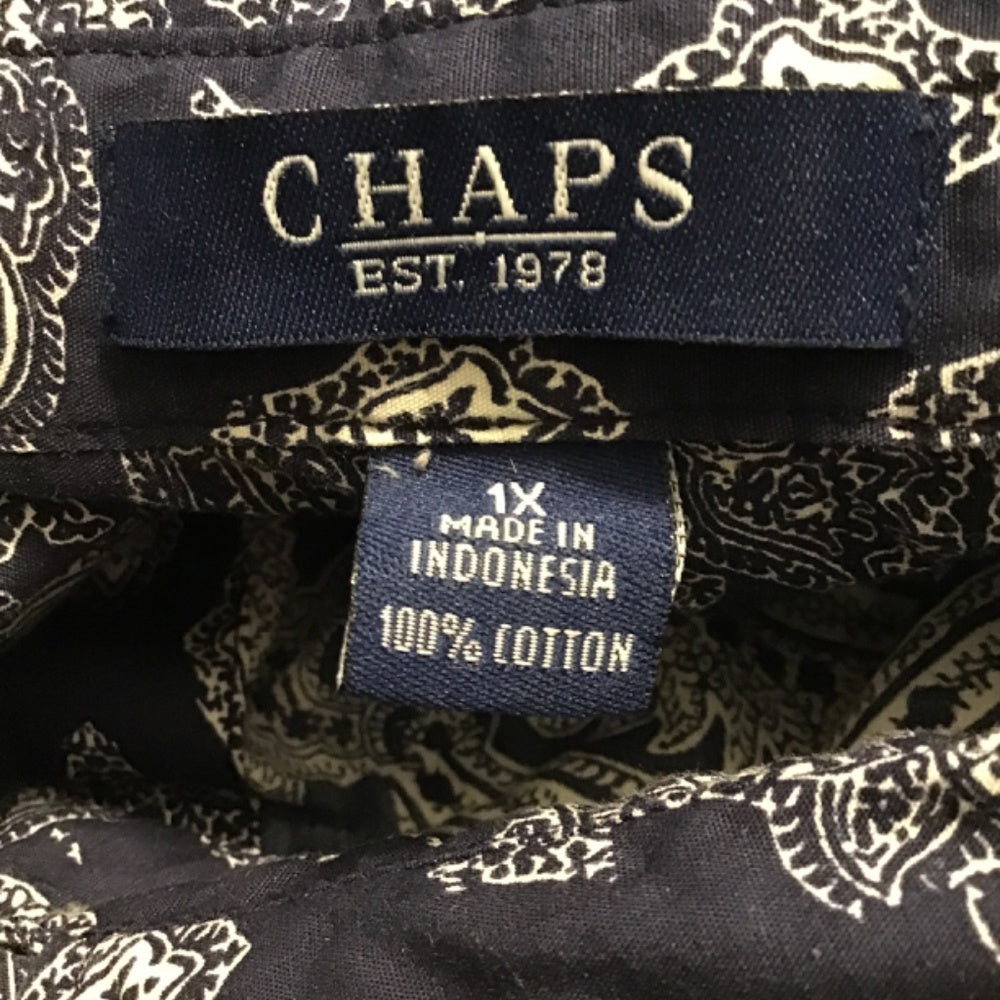 CHAPS
EST. 1978
1X
MADE IN
INDONESIA
100% COTTON